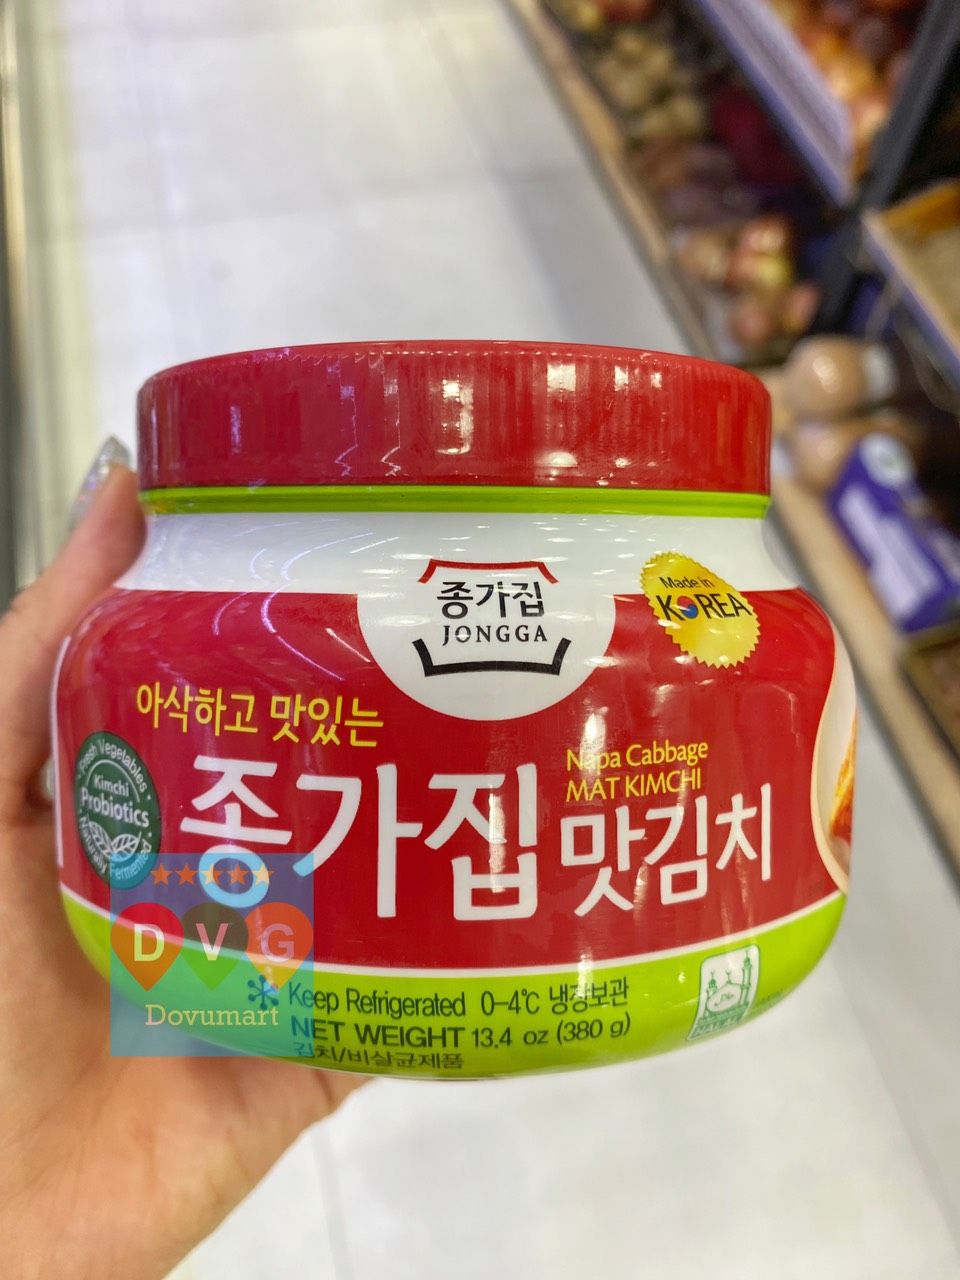 종가집
JONGGA
Made in
KOREA
아삭하고 맛있는
Fresh Vegetables
Kimchi
Probiotics
Naturally Fermented
Napa Cabbage
MAT KIMCHI
종가집 맛김치
Keep Refrigerated 0-4℃ 냉장보관
NET WEIGHT 13.4 oz (380 g)
김치/비살균제품
D V G
Dovumart